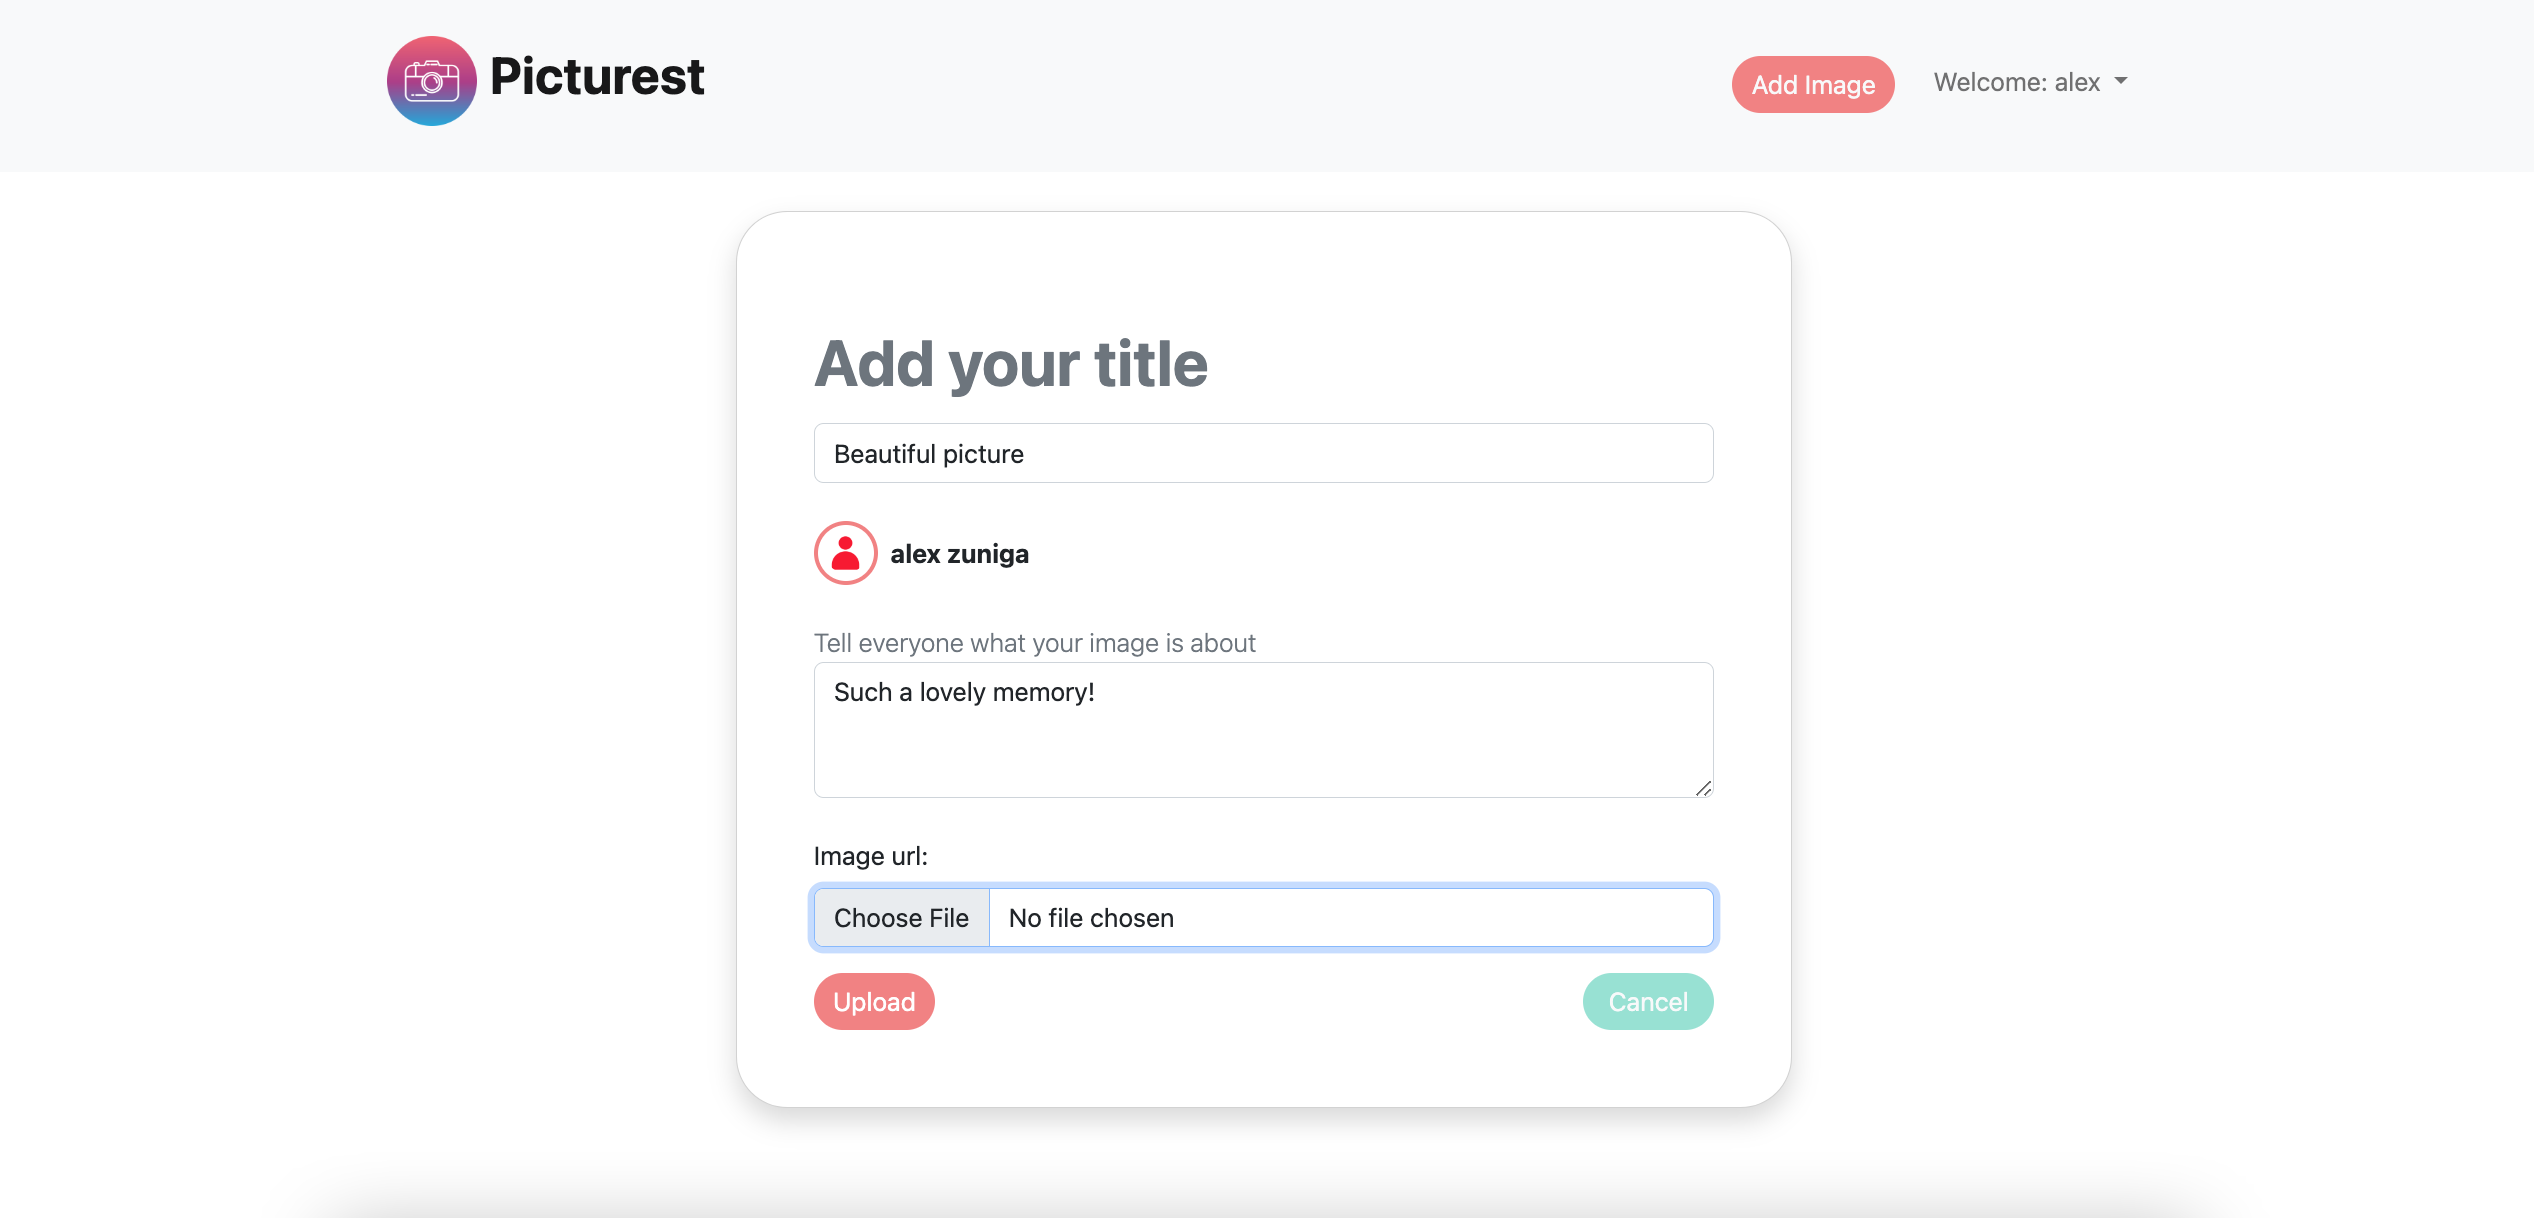 Picturest
Add Image
Welcome: alex
Add your title
Beautiful picture
alex zuniga
Tell everyone what your image is about
Such a lovely memory!
Image url:
Choose File No file chosen
Upload
Cancel